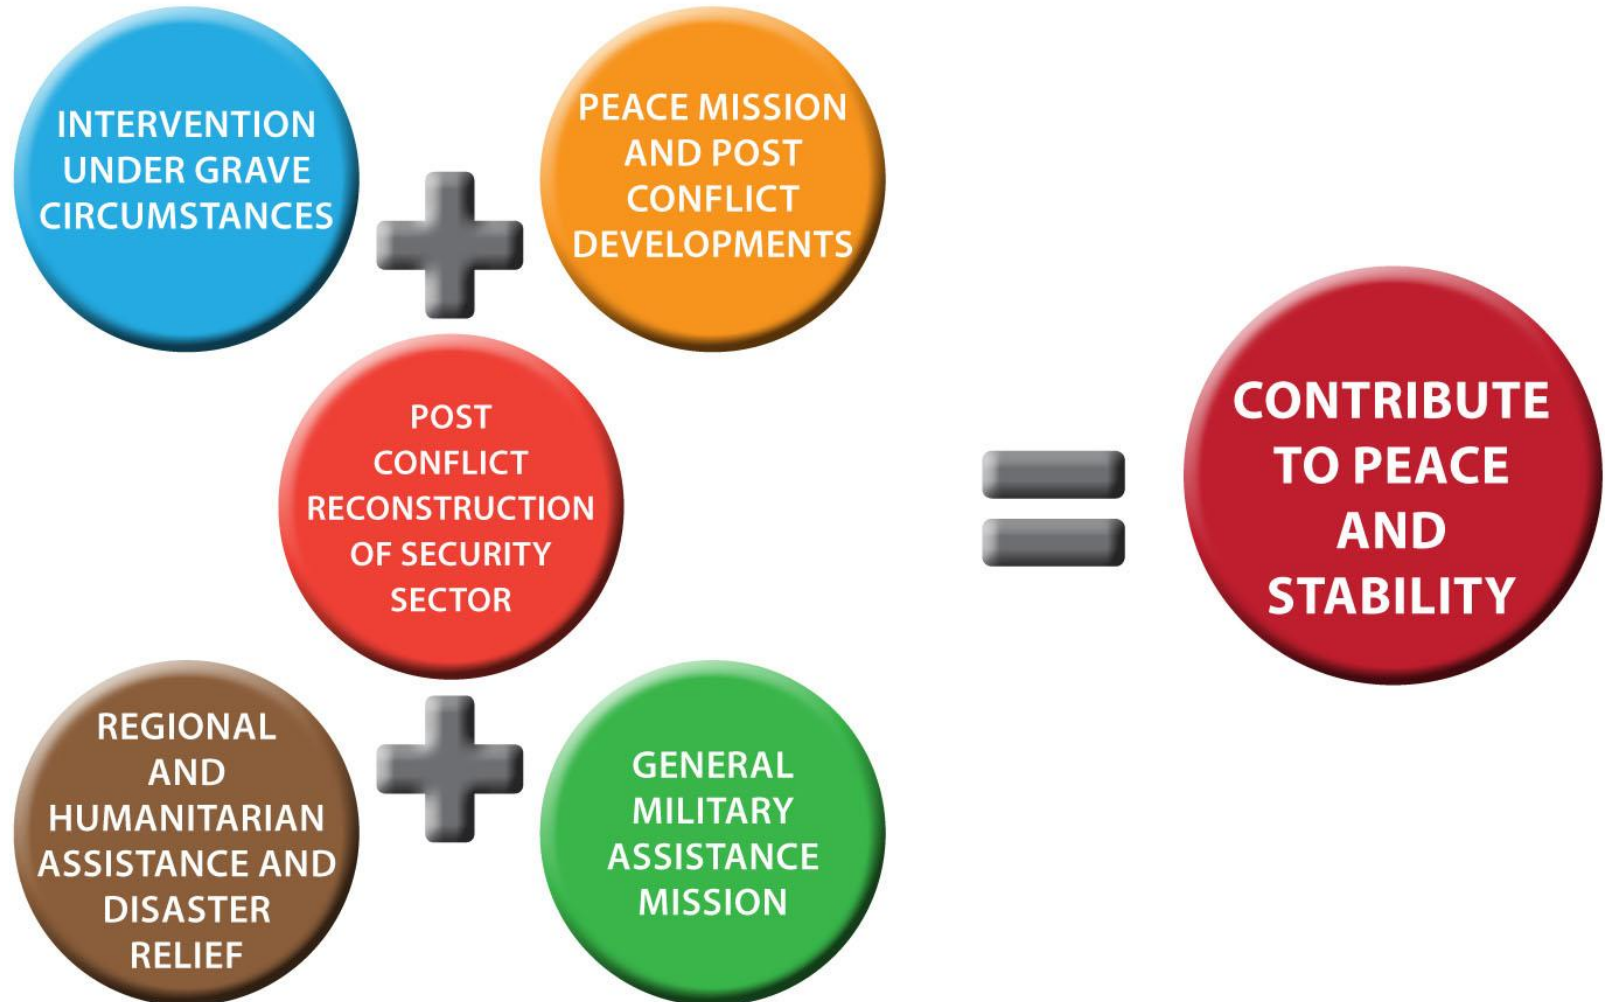 INTERVENTION
UNDER GRAVE
CIRCUMSTANCES
PEACE MISSION
AND POST
CONFLICT
DEVELOPMENTS
POST
CONFLICT
RECONSTRUCTION
OF SECURITY
SECTOR
REGIONAL
AND
HUMANITARIAN
ASSISTANCE AND
DISASTER
RELIEF
GENERAL
MILITARY
ASSISTANCE
MISSION
CONTRIBUTE
TO PEACE
AND
STABILITY